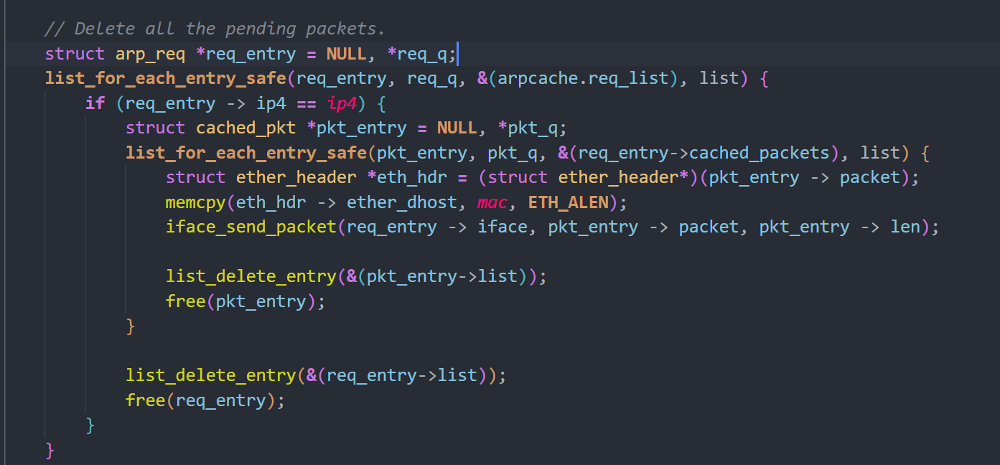 // Delete all the pending packets.
struct arp_req *req_entry = NULL, *req_q;
list_for_each_entry_safe(req_entry, req_q, &(arpcache.req_list), list) {
if (req_entry -> ip4 == ip4) {
struct cached_pkt *pkt_entry = NULL, *pkt_q;
list_for_each_entry_safe(pkt_entry, pkt_q, &(req_entry->cached_packets), list) {
struct ether_header *eth_hdr = (struct ether_header*)(pkt_entry -> packet);
memcpy(eth_hdr -> ether_dhost, mac, ETH_ALEN);
iface_send_packet(req_entry -> iface, pkt_entry -> packet, pkt_entry -> len);
list_delete_entry(&(pkt_entry->list));
free(pkt_entry);
}
list_delete_entry(&(req_entry->list));
free(req_entry);
}
}